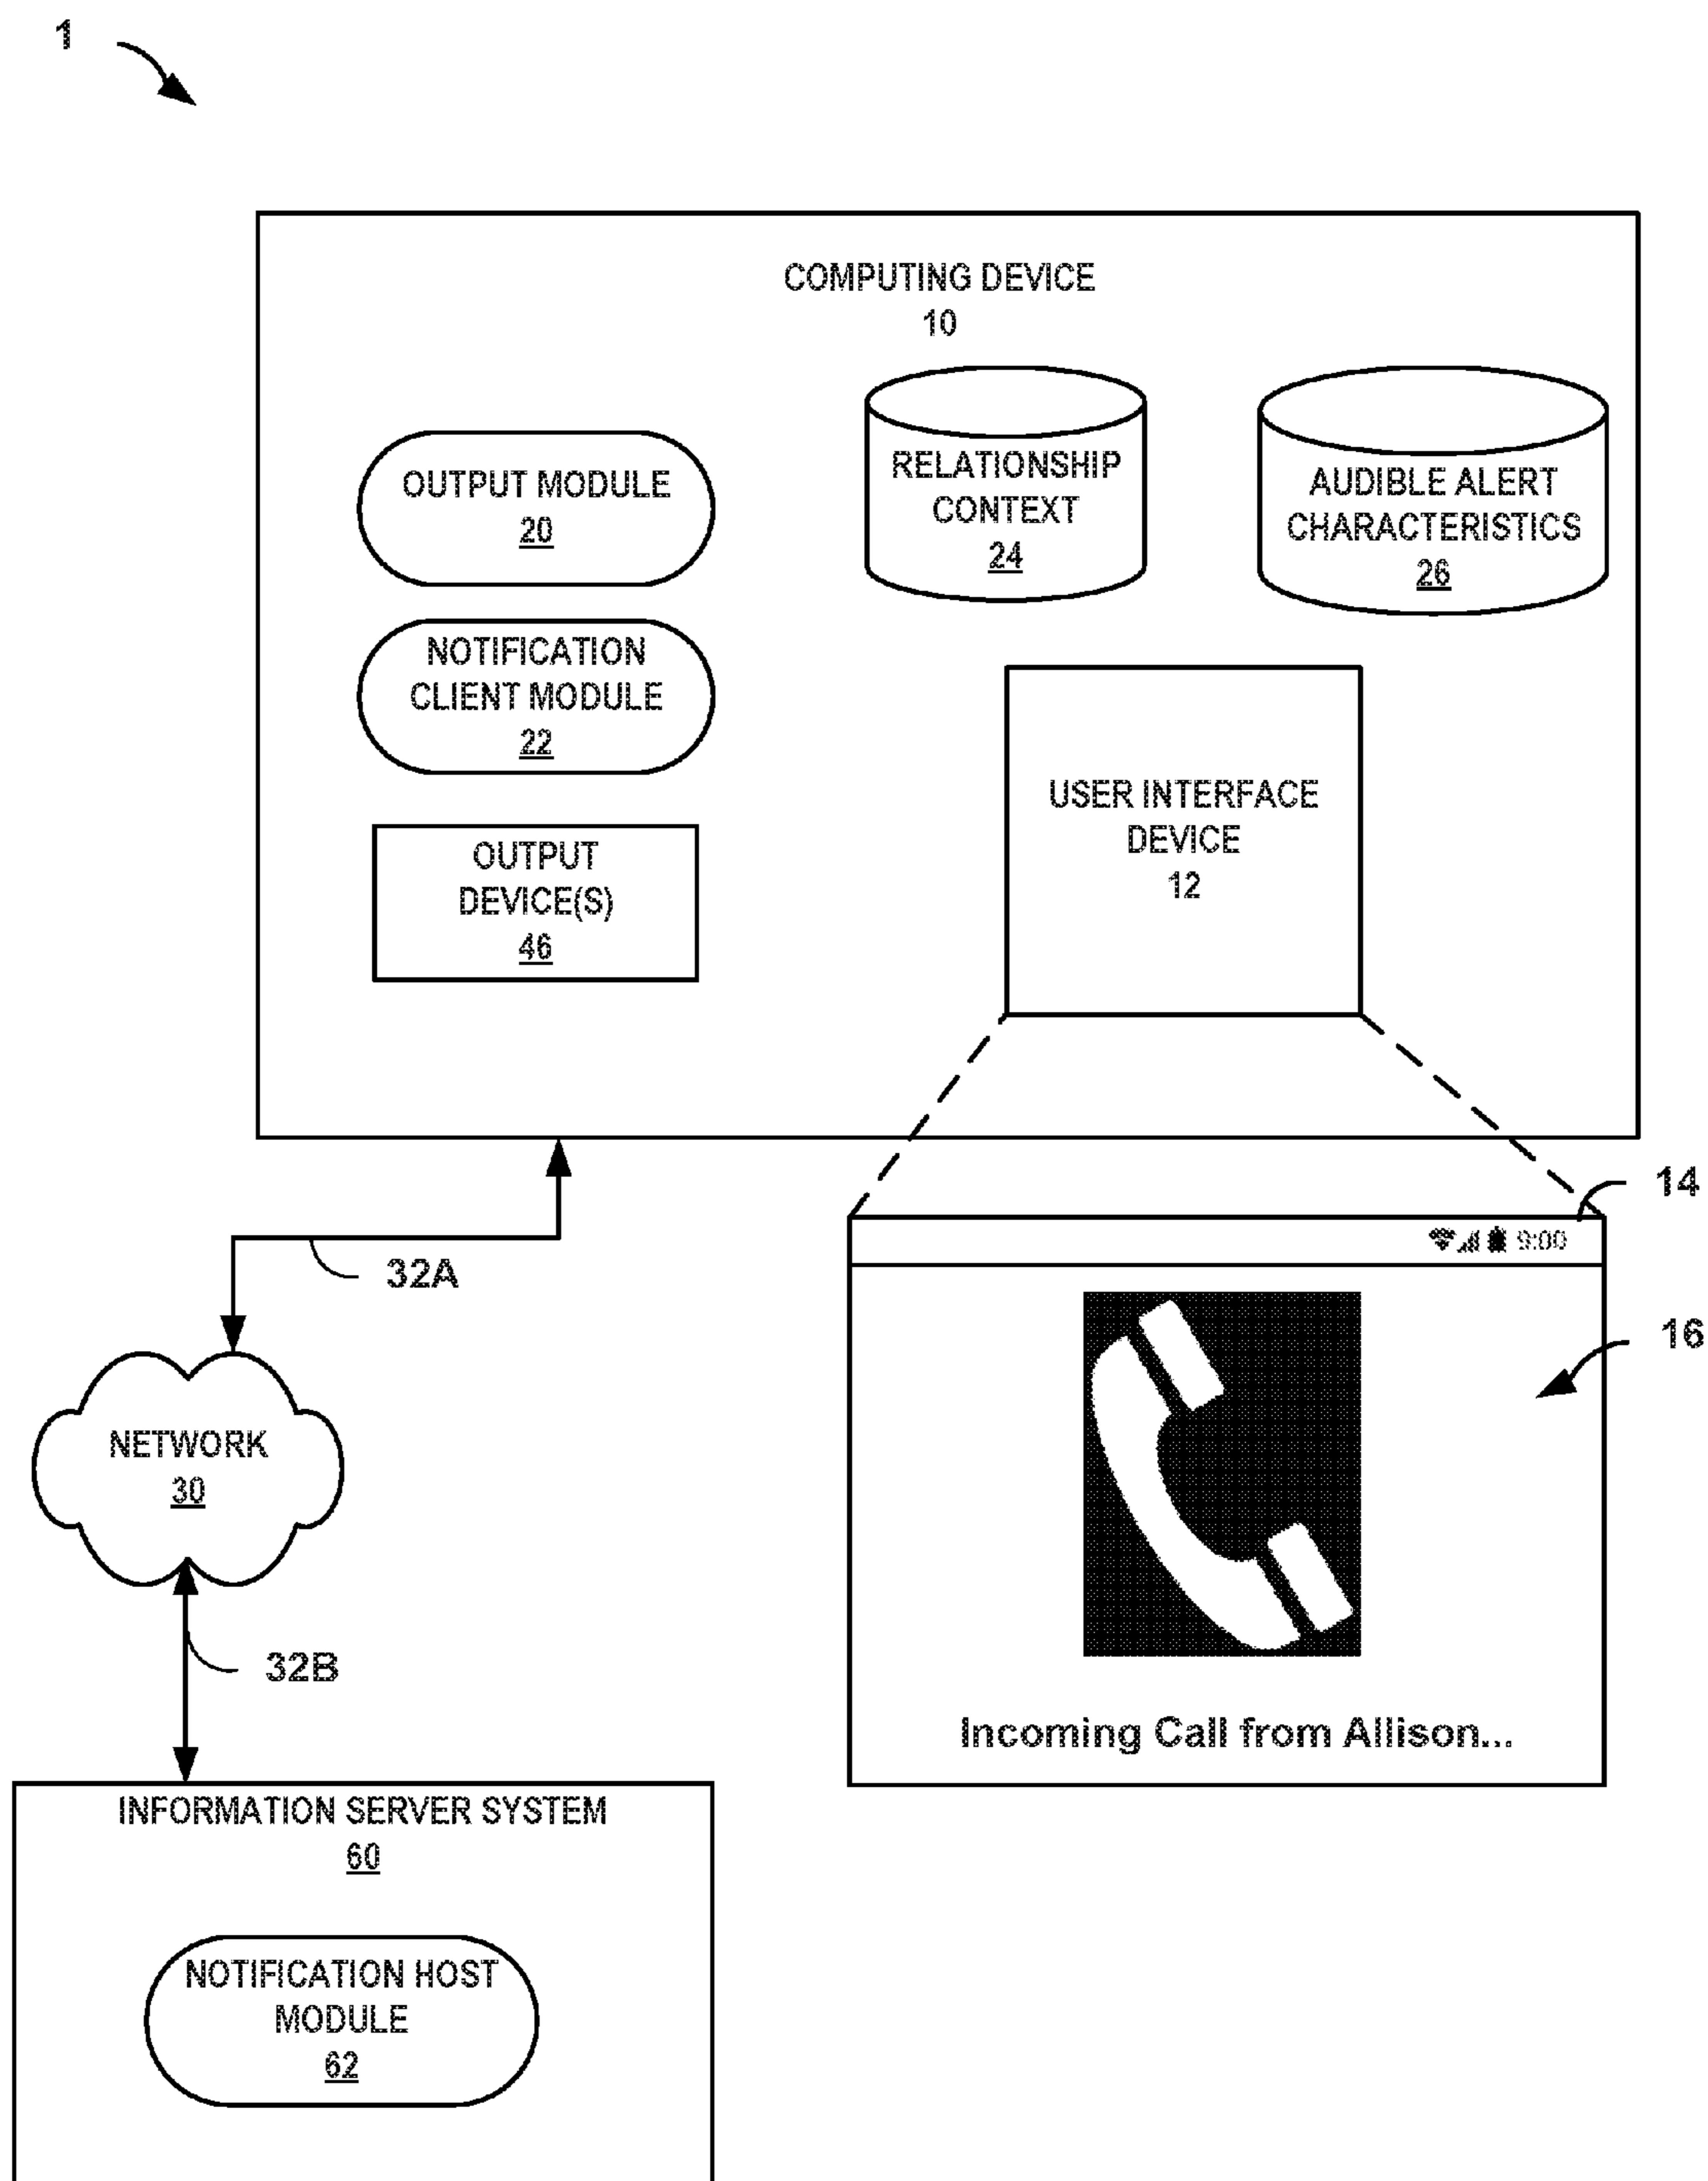 1
COMPUTING DEVICE
10
OUTPUT MODULE
20
RELATIONSHIP
CONTEXT
24
AUDIBLE ALERT
CHARACTERISTICS
26
NOTIFICATION
CLIENT MODULE
22
OUTPUT
DEVICE(S)
46
USER INTERFACE
DEVICE
12
14
9:00
32A
16
NETWORK
30
32B
Incoming Call from Allison...
INFORMATION SERVER SYSTEM
60
NOTIFICATION HOST
MODULE
62